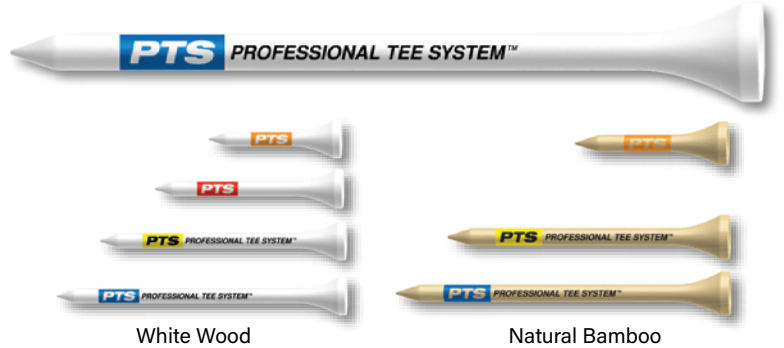 PTS PROFESSIONAL TEE SYSTEM™
PTS
PTS
PTS PROFESSIONAL TEE SYSTEM™
PTS PROFESSIONAL TEE SYSTEM™
White Wood
PTS
PTS PROFESSIONAL TEE SYSTEM™
PTS PROFESSIONAL TEE SYSTEM™
Natural Bamboo